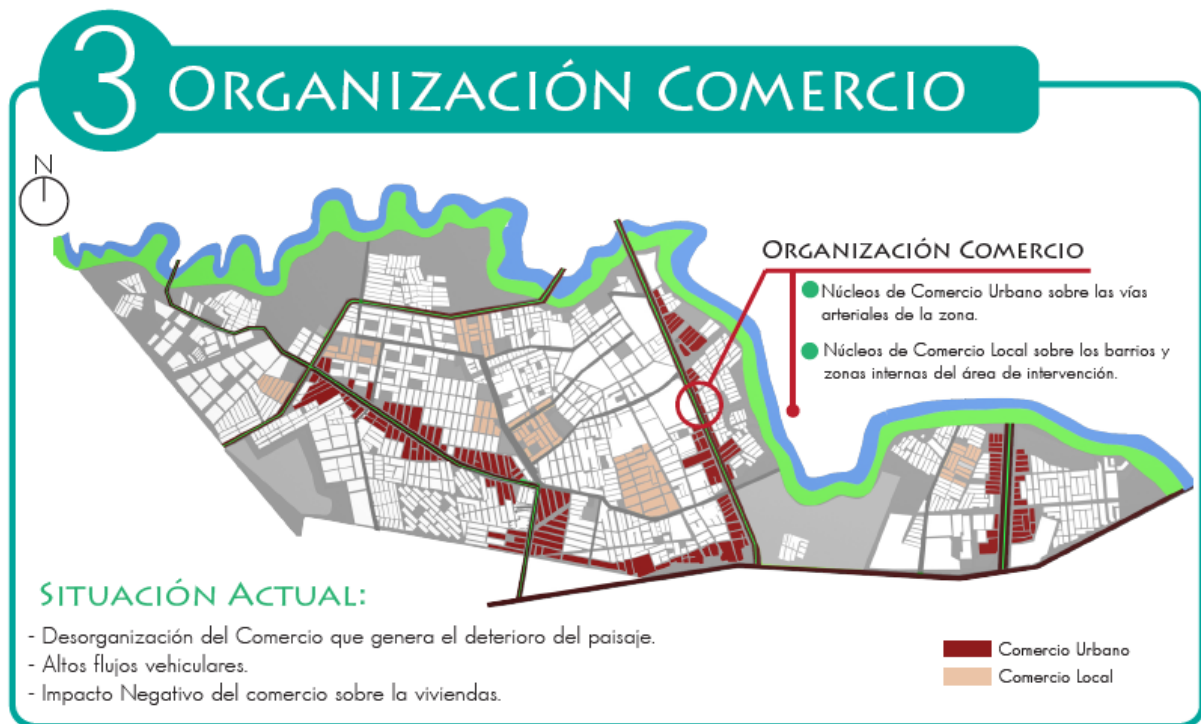 3
ORGANIZACIÓN COMERCIO
N
ORGANIZACIÓN COMERCIO
Núcleos de Comercio Urbano sobre las vías
arteriales de la zona.
Núcleos de Comercio Local sobre los barrios y
zonas internas del área de intervención.
SITUACIÓN ACTUAL:
- Desorganización del Comercio que genera el deterioro del paisaje.
- Altos flujos vehiculares.
- Impacto Negativo del comercio sobre la viviendas.
Comercio Urbano
Comercio Local